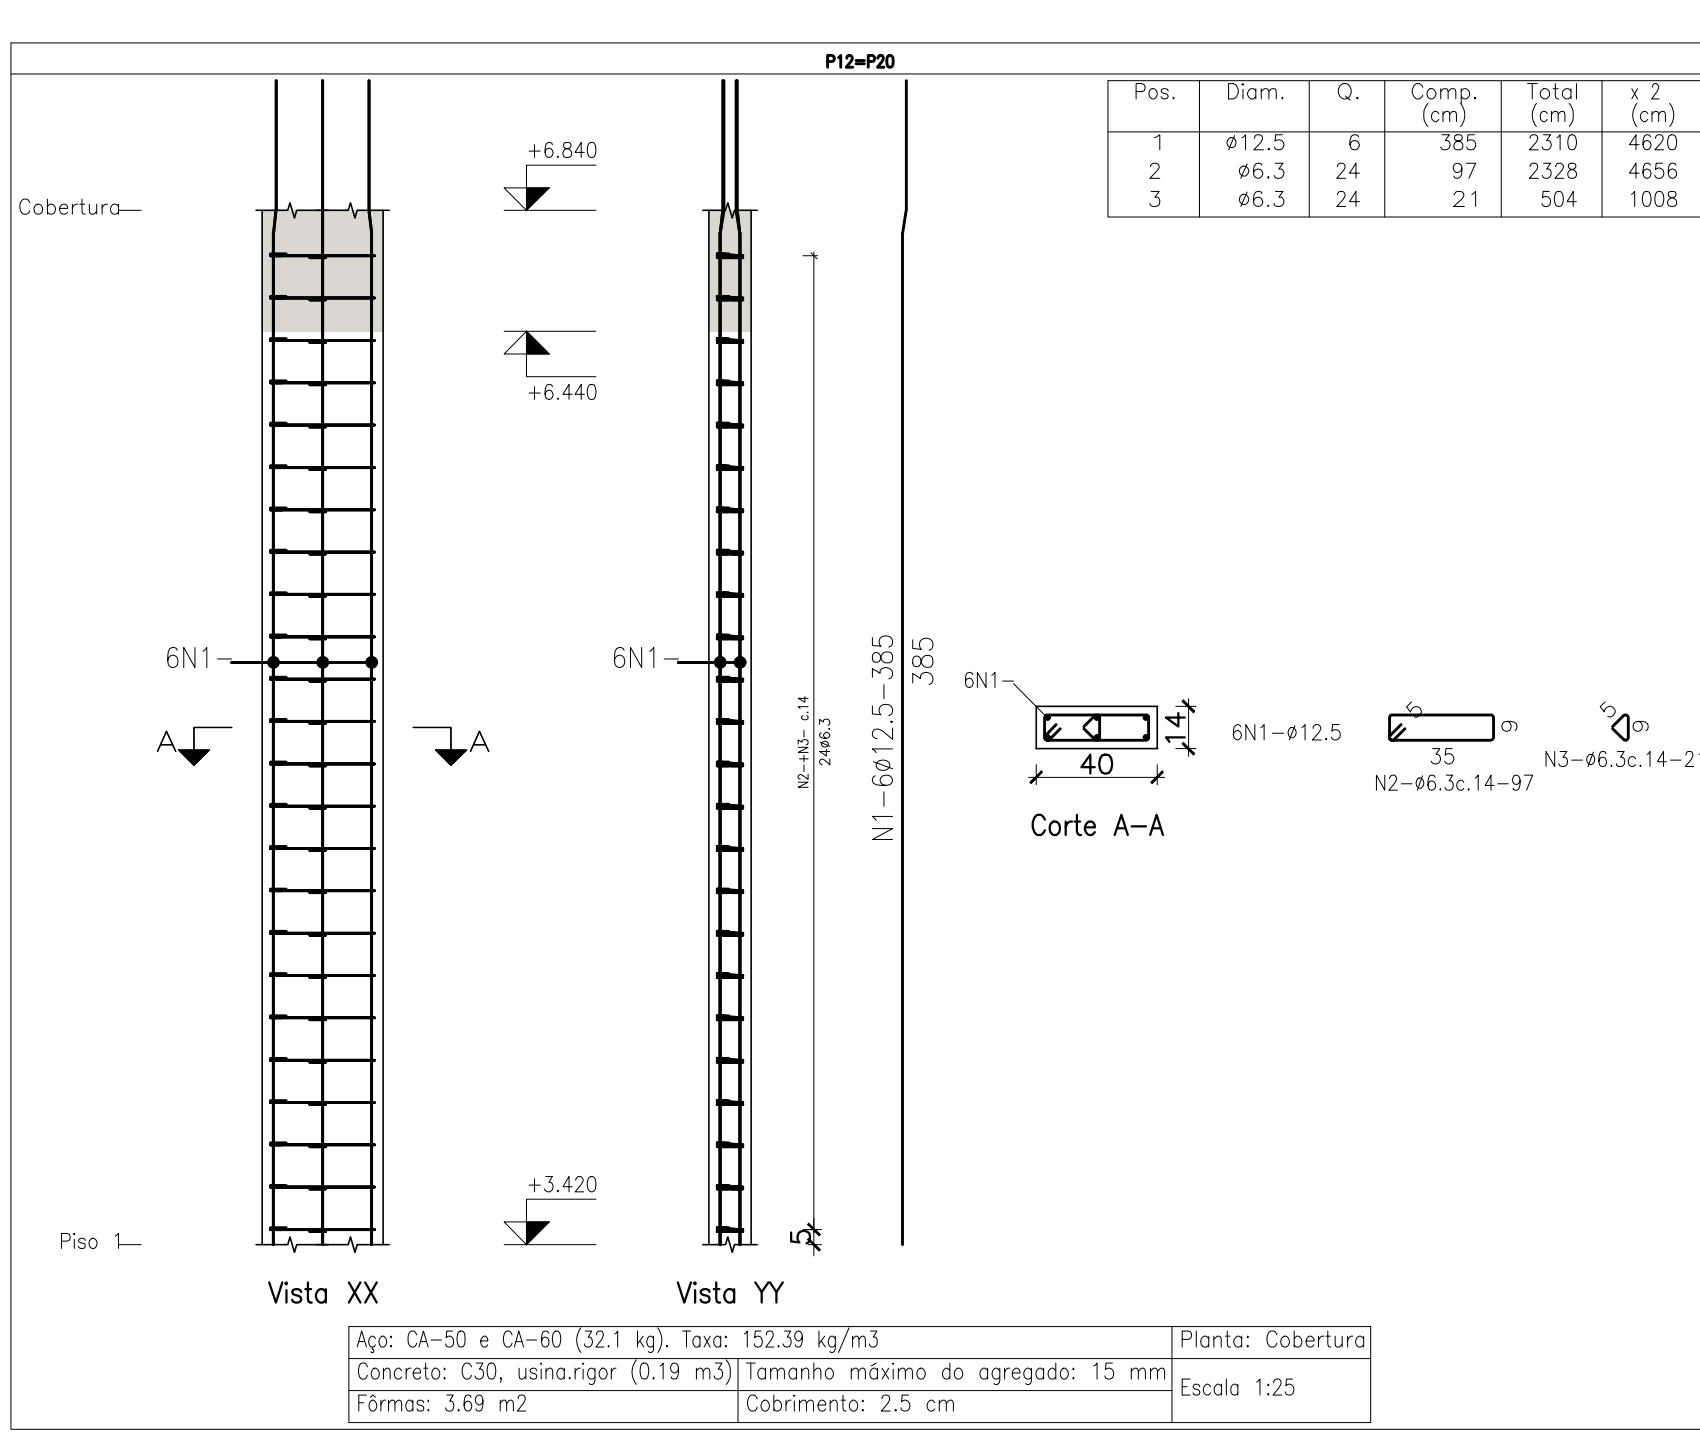 P12=P20
Pos. Diam. Q. Comp. (cm) Total (cm) x 2 (cm)
1 ø12.5 6 385 2310 4620
2 ø6.3 24 97 2328 4656
3 ø6.3 24 21 504 1008
+6.840
Cobertura
+6.440
6N1
6N1
A
A
N2-+N3- c.14
24ø6.3
N1-6ø12.5-385
385
6N1
14
40
Corte A-A
6N1-ø12.5
5
9
35
N2-ø6.3c.14-97
5
9
N3-ø6.3c.14-21
+3.420
5
Piso 1
Vista XX
Vista YY
Aço: CA-50 e CA-60 (32.1 kg). Taxa: 152.39 kg/m3
Planta: Cobertura
Concreto: C30, usina.rigor (0.19 m3)
Tamanho máximo do agregado: 15 mm
Escala 1:25
Fôrmas: 3.69 m2
Cobrimento: 2.5 cm